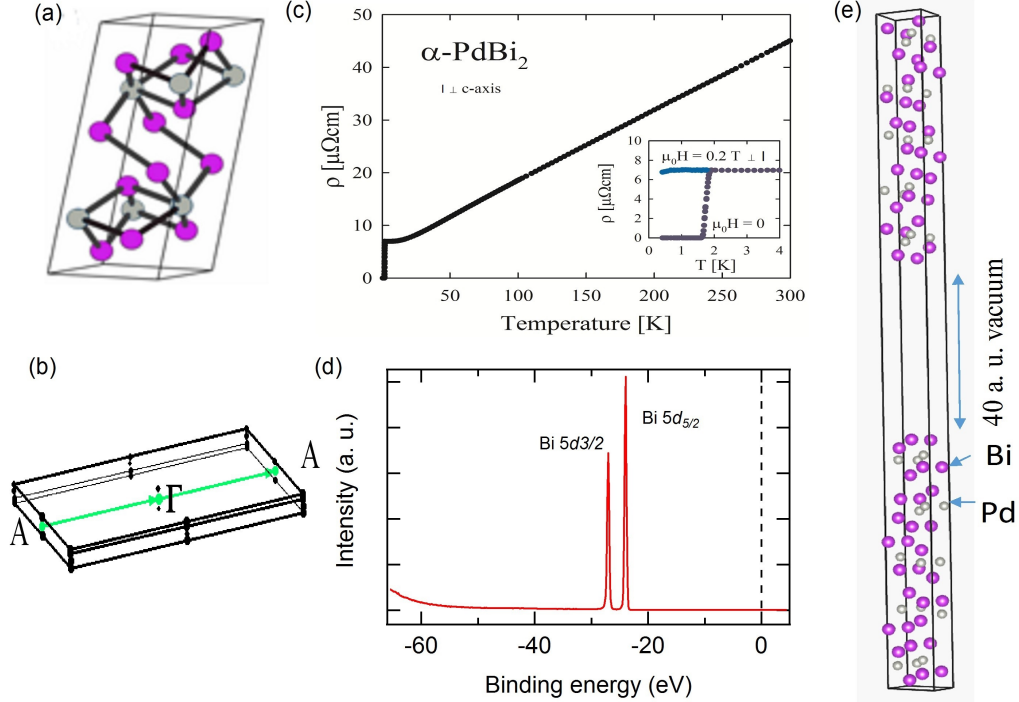 (a)
(b)
A
Γ
A
(c)
α-PdBi₂
I ⊥ c-axis
ρ [μΩcm]
50
40
30
20
10
0
50
100
150
200
250
300
Temperature [K]
μ₀H = 0.2 T ⊥ I
μ₀H = 0
ρ [μΩcm]
8
6
4
2
0
0
1
2
3
4
T [K]
(d)
Bi 5d3/2
Bi 5d₅/₂
Intensity (a. u.)
-60
-40
-20
0
Binding energy (eV)
(e)
40 a. u. vacuum
Bi
Pd